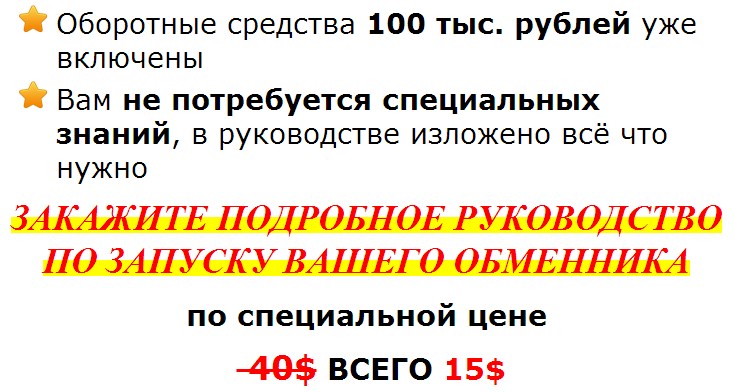 Оборотные средства 100 тыс. рублей уже
включены
Вам не потребуется специальных
знаний, в руководстве изложено всё что
нужно
ЗАКАЖИТЕ ПОДРОБНОЕ РУКОВОДСТВО
ПО ЗАПУСКУ ВАШЕГО ОБМЕННИКА
по специальной цене
40$ ВСЕГО 15$